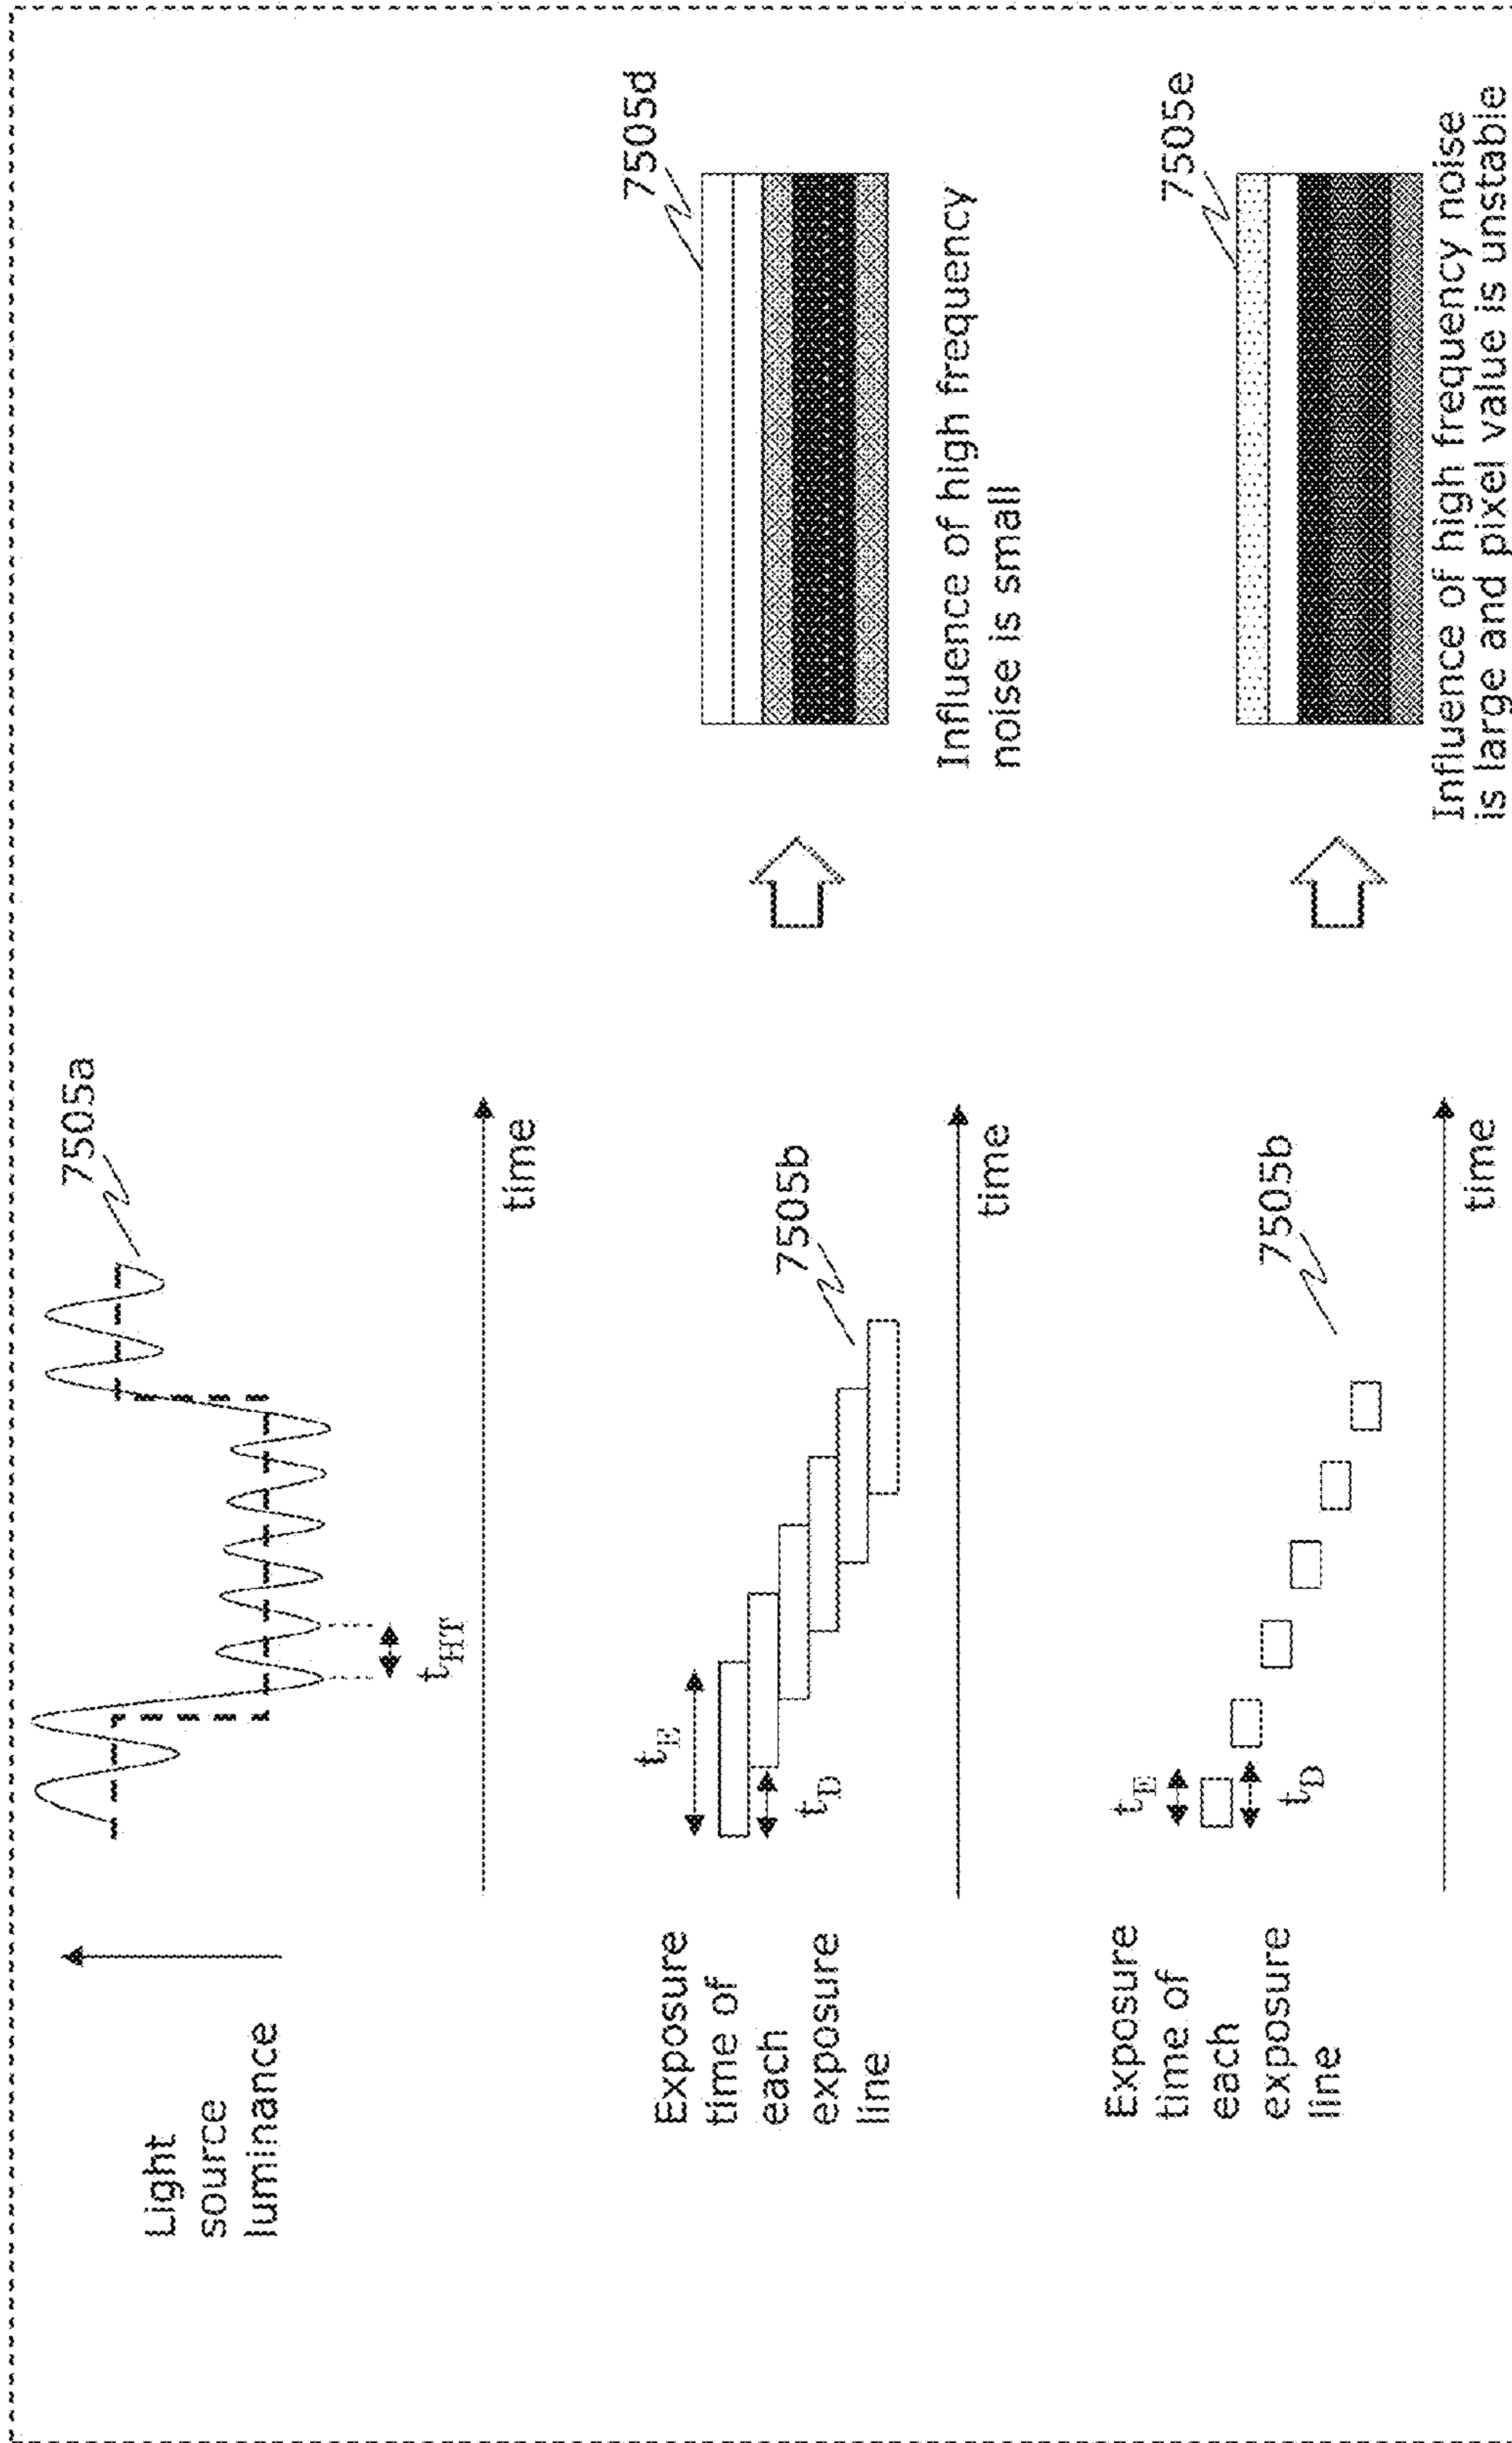 Light
source
luminance
7505a
t_HT
time
Exposure
time of
each
exposure
line
t_E
t_D
7505b
time
7505d
Influence of high frequency
noise is small
Exposure
time of
each
exposure
line
t_E
t_D
7505b
time
7505e
Influence of high frequency noise
is large and pixel value is unstable